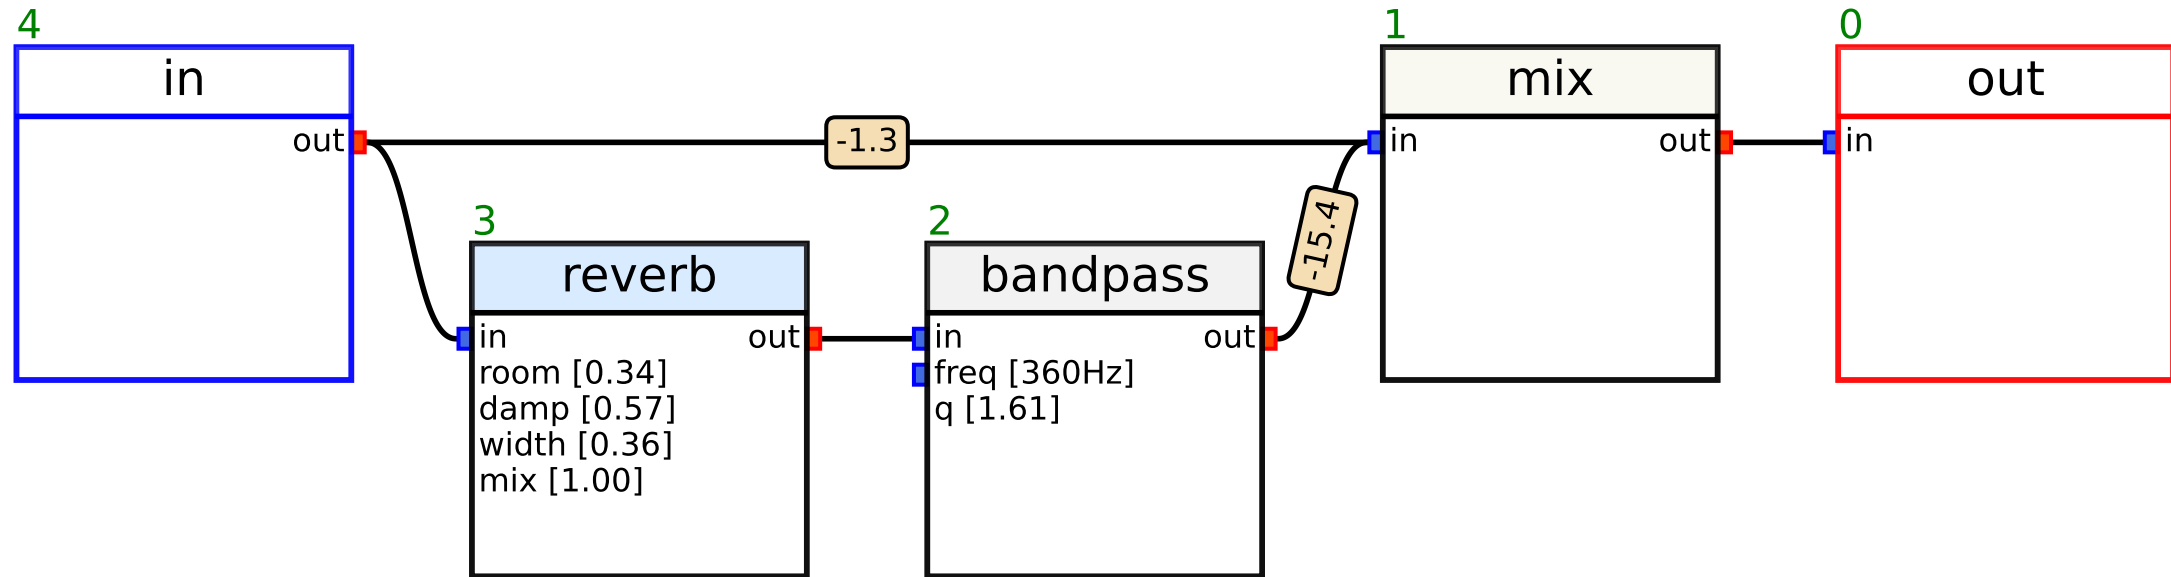 4
in
out
-1.3
1
mix
in
out
0
out
in
3
reverb
in
out
room [0.34]
damp [0.57]
width [0.36]
mix [1.00]
2
bandpass
in
out
freq [360Hz]
q [1.61]
-15.4